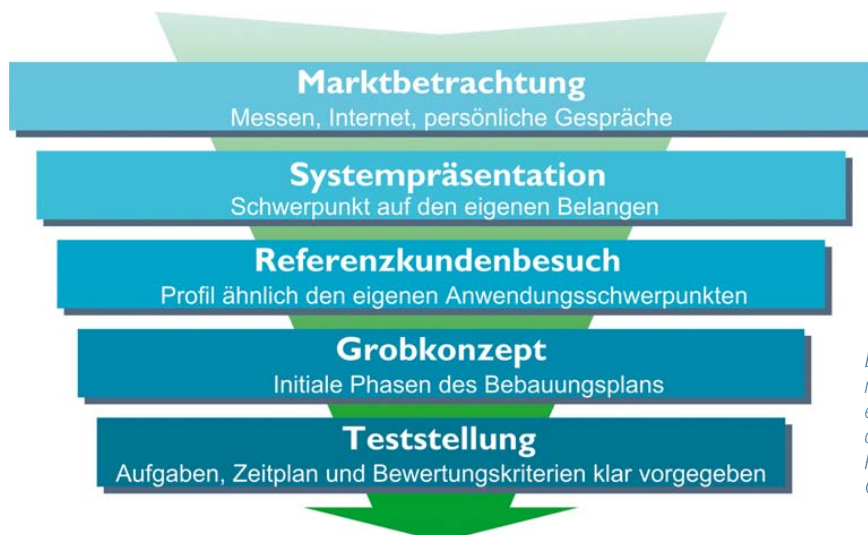 Marktbetrachtung
Messen, Internet, persönliche Gespräche
Systempräsentation
Schwerpunkt auf den eigenen Belangen
Referenzkundenbesuch
Profil ähnlich den eigenen Anwendungsschwerpunkten
Grobkonzept
Initiale Phasen des Bebauungsplans
Teststellung
Aufgaben, Zeitplan und Bewertungskriterien klar vorgegeben